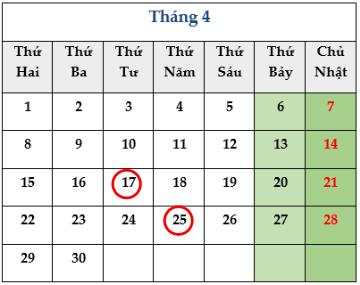 Tháng 4
Thứ Hai Thứ Ba Thứ Tư Thứ Năm Thứ Sáu Thứ Bảy Chủ Nhật
1 2 3 4 5 6 7
8 9 10 11 12 13 14
15 16 17 18 19 20 21
22 23 24 25 26 27 28
29 30